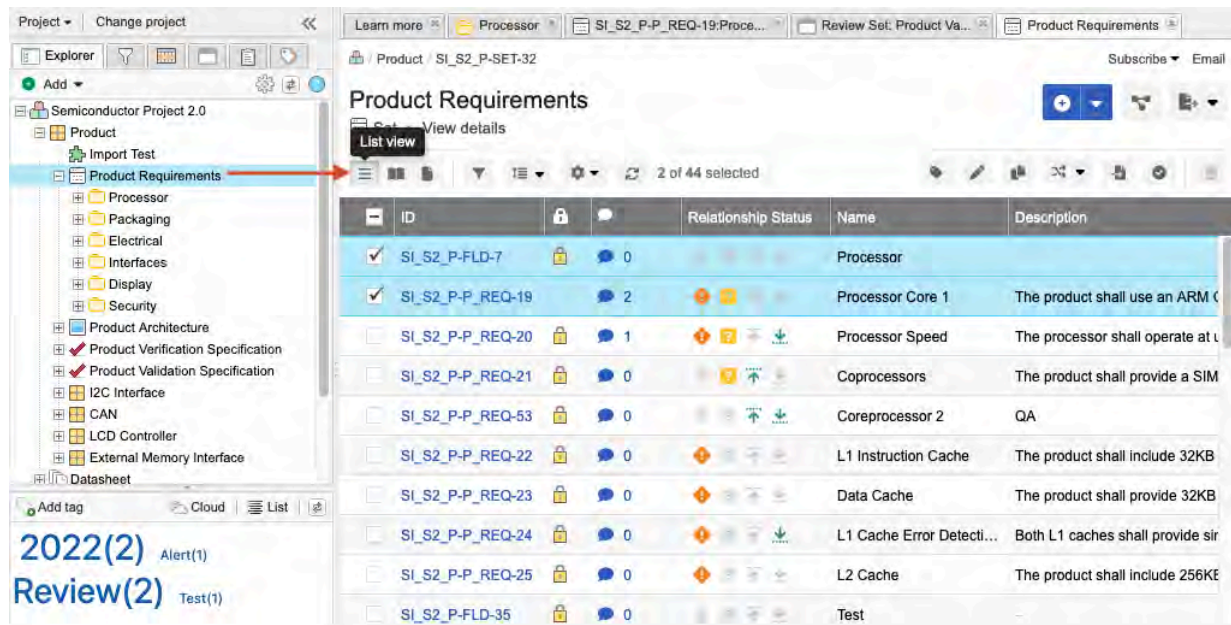 Project Change project
Learn more Processor SI_S2_P-P_REQ-19:Proce... Review Set: Product Va... Product Requirements
Explorer
Add
Semiconductor Project 2.0
Product
Import Test
Product Requirements
Processor
Packaging
Electrical
Interfaces
Display
Security
Product Architecture
Product Verification Specification
Product Validation Specification
I2C Interface
CAN
LCD Controller
External Memory Interface
Datasheet
Add tag Cloud List
2022(2) Alert(1)
Review(2) Test(1)
Product / SI_S2_P-SET-32 Subscribe Email
Product Requirements
View details
List view
2 of 44 selected
ID Relationship Status Name Description
SI_S2_P-FLD-7 0 Processor
SI_S2_P-P_REQ-19 2 Processor Core 1 The product shall use an ARM
SI_S2_P-P_REQ-20 1 Processor Speed The processor shall operate at
SI_S2_P-P_REQ-21 0 Coprocessors The product shall provide a SIM
SI_S2_P-P_REQ-53 0 Coreprocessor 2 QA
SI_S2_P-P_REQ-22 0 L1 Instruction Cache The product shall include 32KB
SI_S2_P-P_REQ-23 0 Data Cache The product shall provide 32KB
SI_S2_P-P_REQ-24 0 L1 Cache Error Detecti... Both L1 caches shall provide
SI_S2_P-P_REQ-25 0 L2 Cache The product shall include
SI_S2_P-FLD-35 0 Test